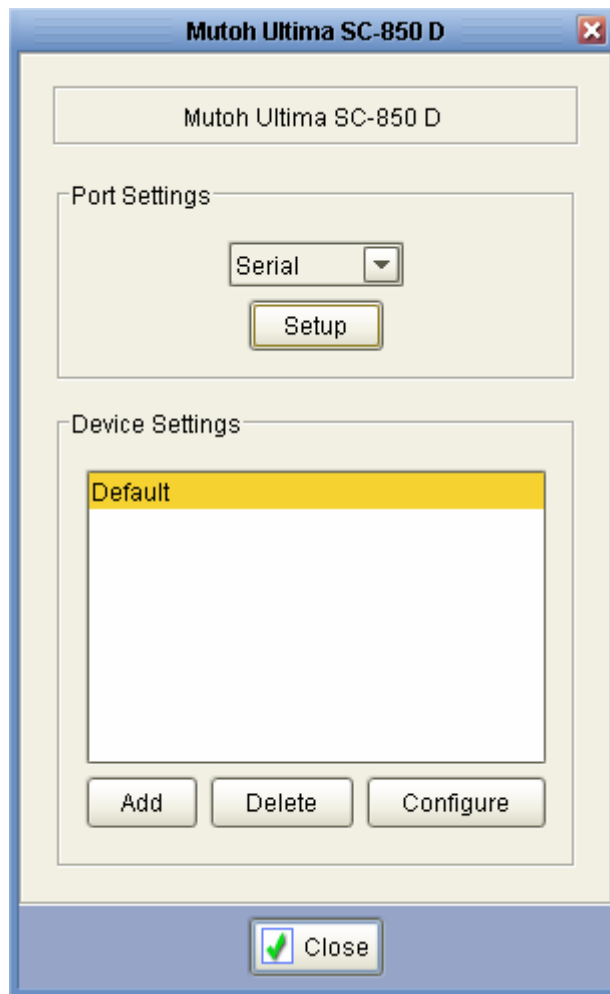 Mutoh Ultima SC-850 D
Mutoh Ultima SC-850 D
Port Settings
Serial
Setup
Device Settings
Default
Add Delete Configure
Close